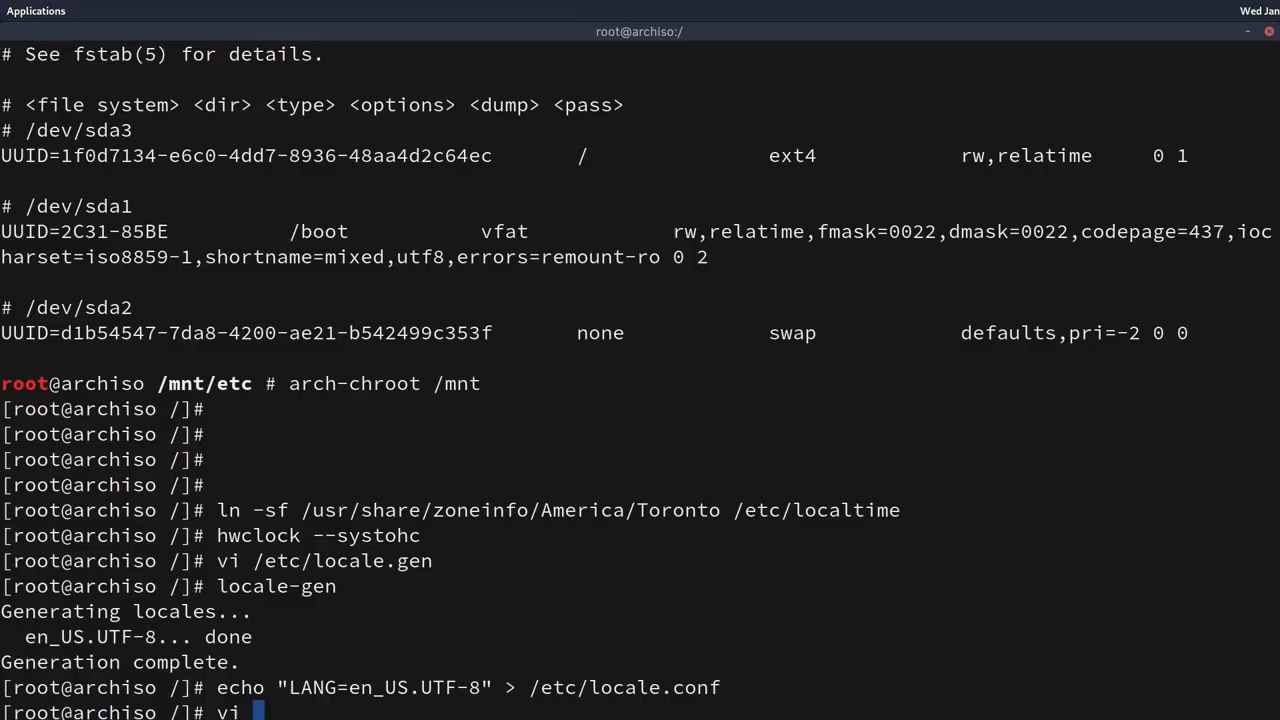 Applications
Wed Jan
root@archiso:/
# See fstab(5) for details.
# <file system> <dir> <type> <options> <dump> <pass>
# /dev/sda3
UUID=1f0d7134-e6c0-4dd7-8936-48aa4d2c64ec / ext4 rw,relatime 0 1
# /dev/sda1
UUID=2C31-85BE /boot vfat rw,relatime,fmask=0022,dmask=0022,codepage=437,ioc
harset=iso8859-1,shortname=mixed,utf8,errors=remount-ro 0 2
# /dev/sda2
UUID=d1b54547-7da8-4200-ae21-b542499c353f none swap defaults,pri=-2 0 0
root@archiso /mnt/etc # arch-chroot /mnt
[root@archiso /]#
[root@archiso /]#
[root@archiso /]#
[root@archiso /]#
[root@archiso /]# ln -sf /usr/share/zoneinfo/America/Toronto /etc/localtime
[root@archiso /]# hwclock --systohc
[root@archiso /]# vi /etc/locale.gen
[root@archiso /]# locale-gen
Generating locales...
en_US.UTF-8... done
Generation complete.
[root@archiso /]# echo "LANG=en_US.UTF-8" > /etc/locale.conf
[root@archiso /]# vi